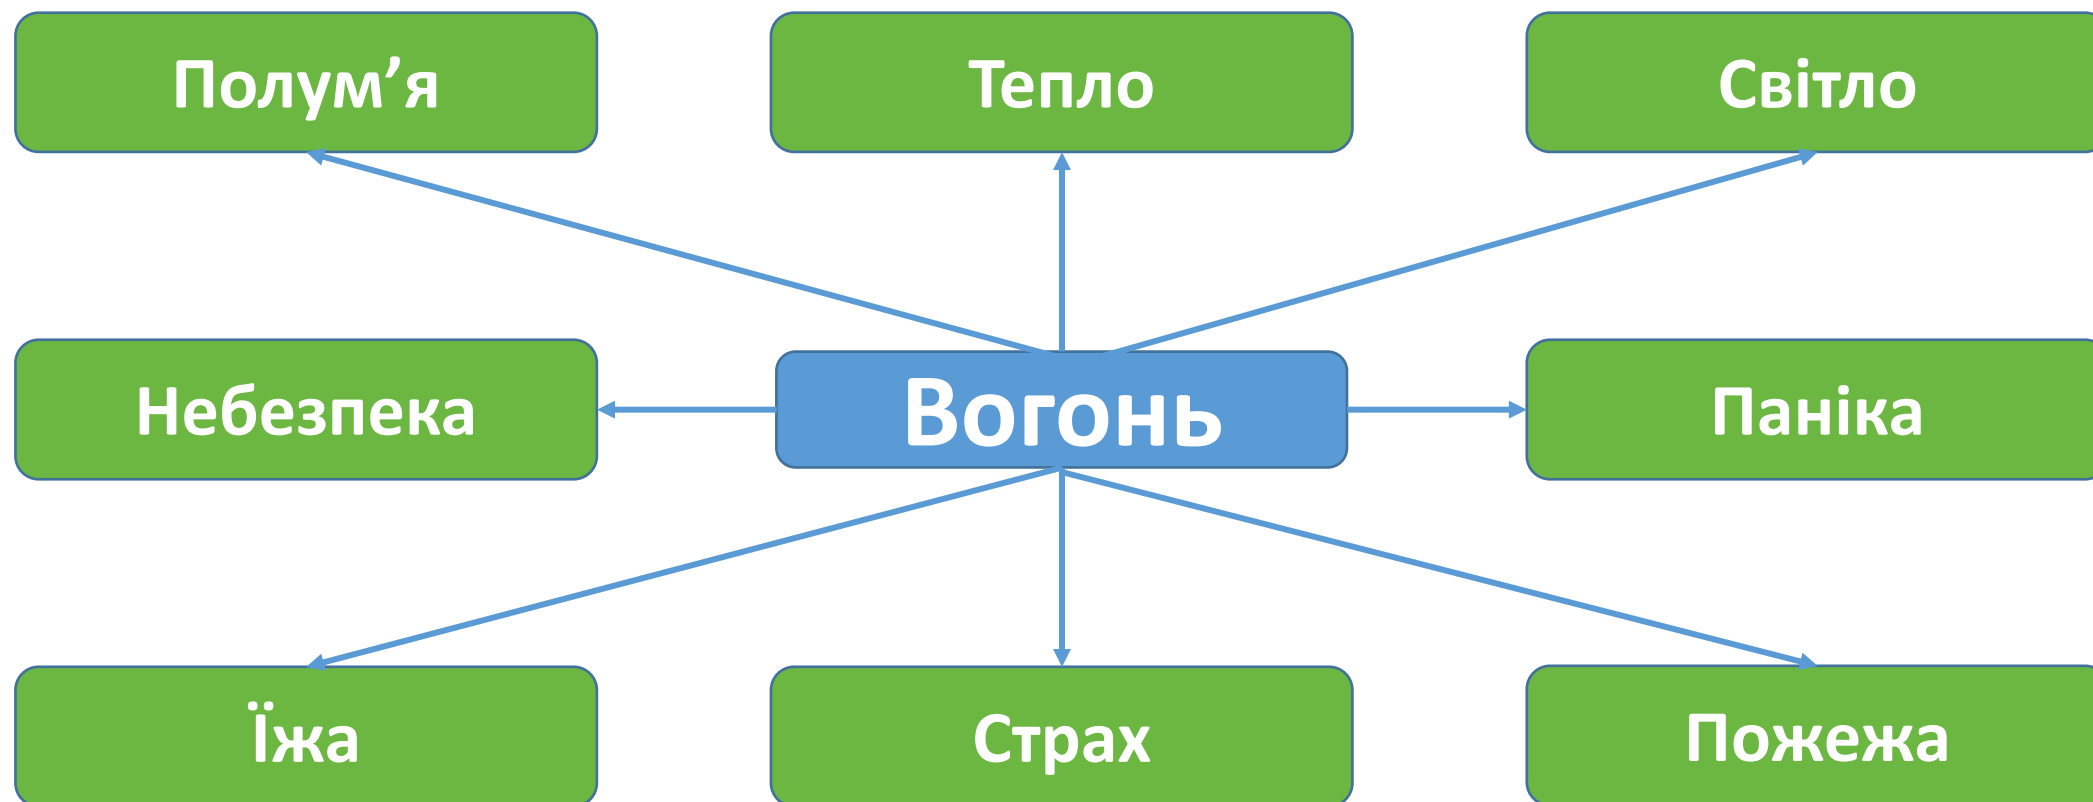 Полум’я
Тепло
Світло
Небезпека
Вогонь
Паніка
Їжа
Страх
Пожежа